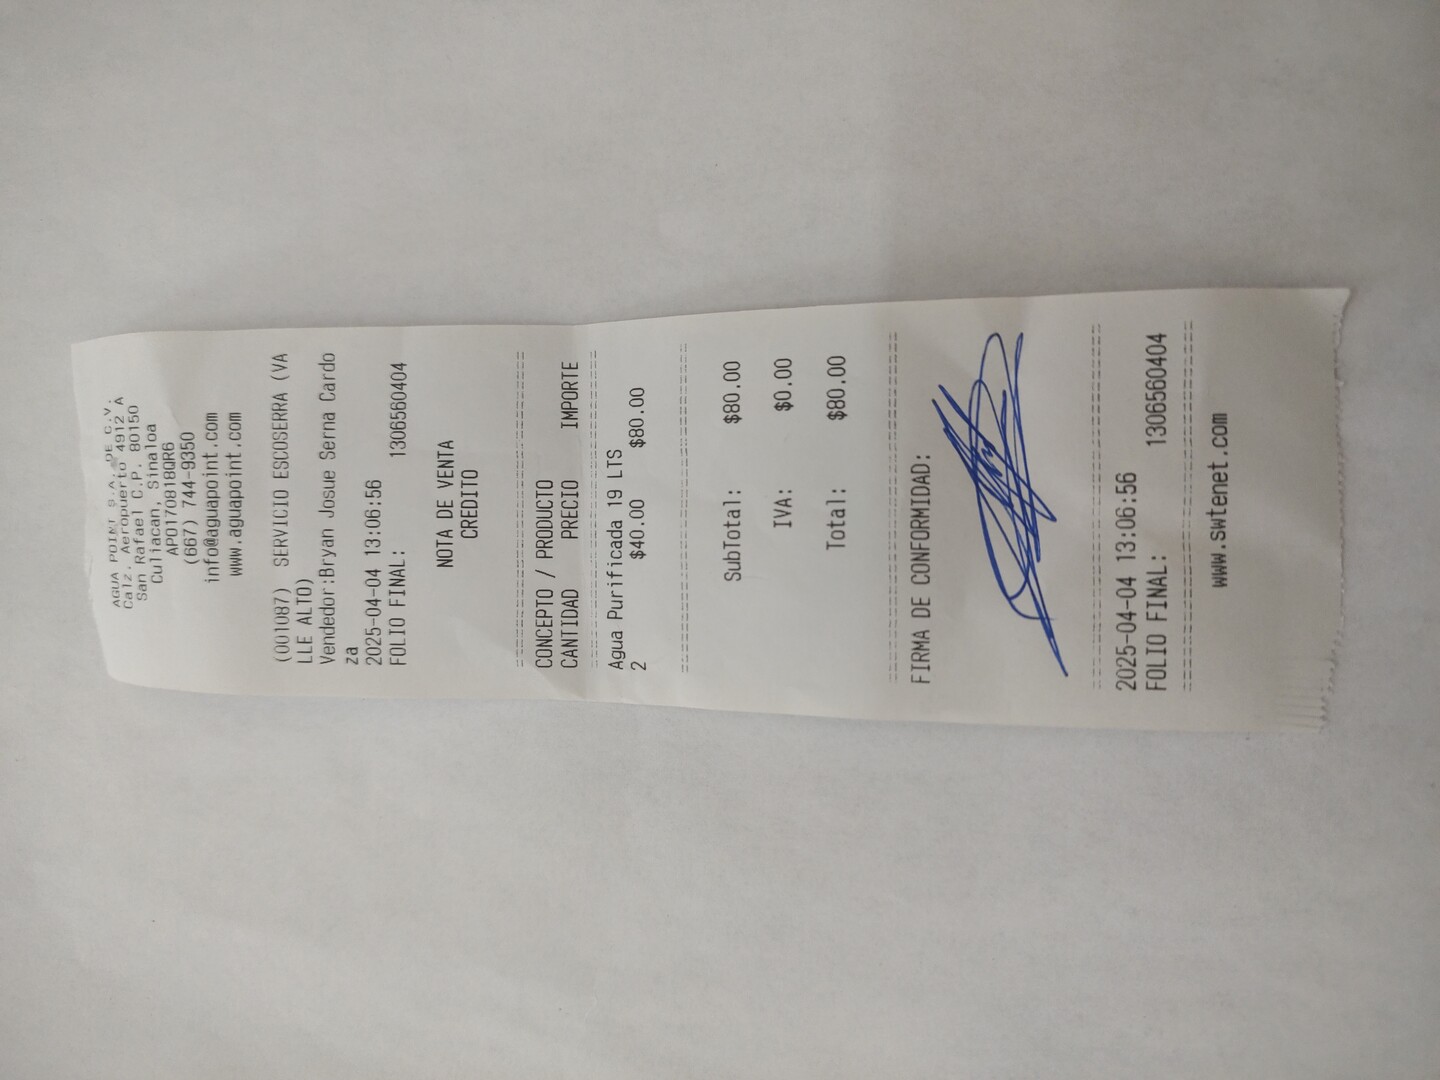 AGUA POINT S.A. DE C.V.
Calz. Aeropuerto 4912 A
San Rafael C.P. 80150
Culiacan, Sinaloa
APO170818QR6
(667) 744-9350
info@aguapoint.com
www.aguapoint.com
(001087)  SERVICIO ESCOSERRA (VA
LLE ALTO)
Vendedor:Bryan Josue Serna Cardo
za
2025-04-04 13:06:56
FOLIO FINAL: 1306560404
NOTA DE VENTA
CREDITO
CONCEPTO / PRODUCTO
CANTIDAD PRECIO IMPORTE
Agua Purificada 19 LTS
2 $40.00 $80.00
SubTotal: $80.00
IVA: $0.00
Total: $80.00
FIRMA DE CONFORMIDAD:
2025-04-04 13:06:56
FOLIO FINAL: 1306560404
www.swtenet.com